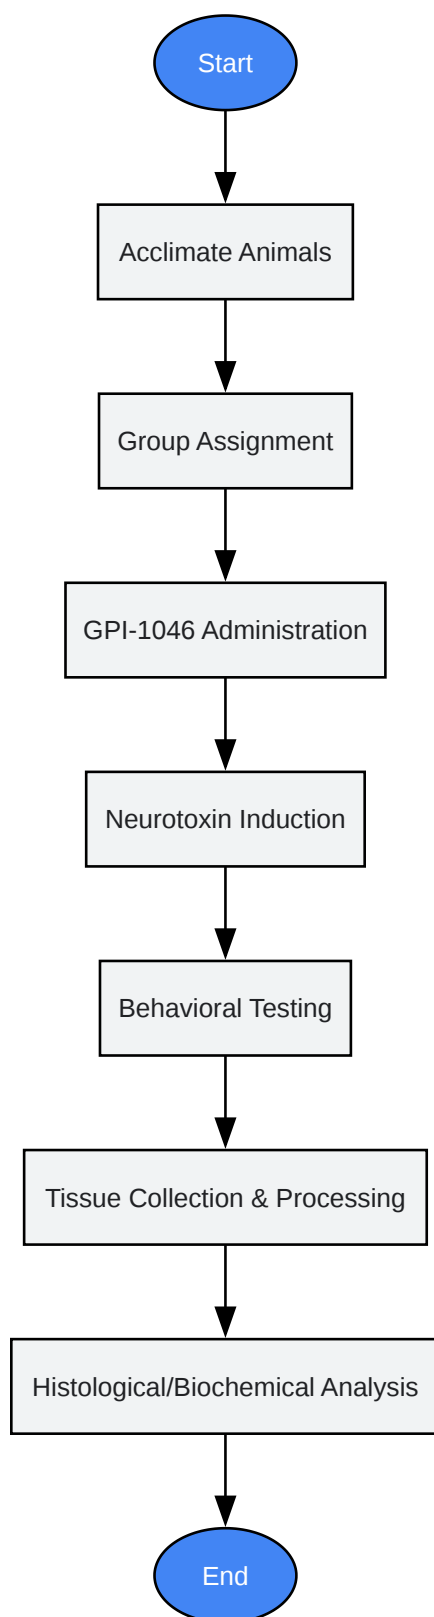 Start
Acclimate Animals
Group Assignment
GPI-1046 Administration
Neurotoxin Induction
Behavioral Testing
Tissue Collection & Processing
Histological/Biochemical Analysis
End